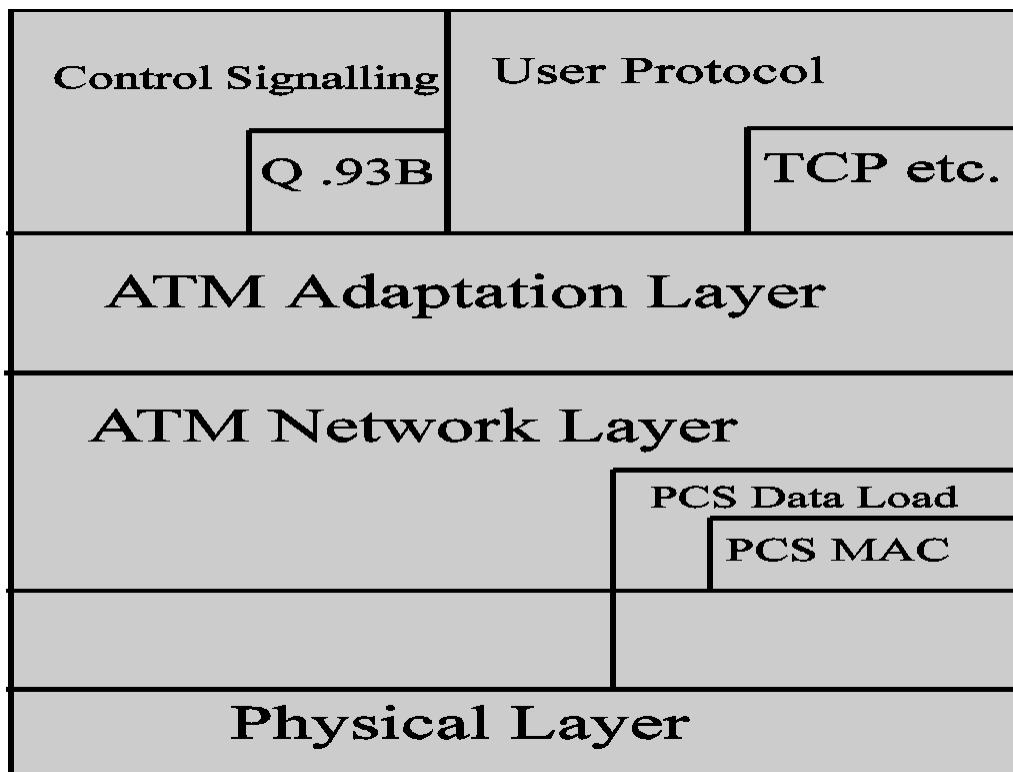 Control Signalling
User Protocol
Q .93B
TCP etc.
ATM Adaptation Layer
ATM Network Layer
PCS Data Load
PCS MAC
Physical Layer